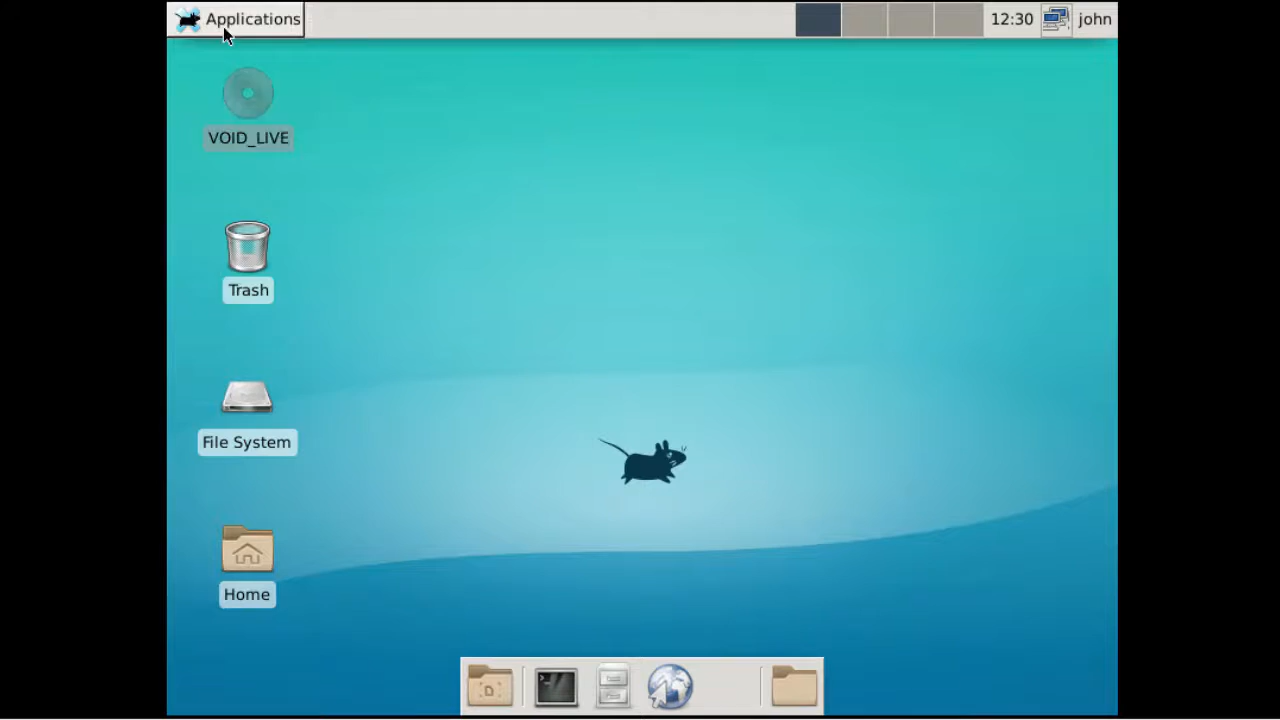 Applications
12:30
john
VOID_LIVE
Trash
File System
Home